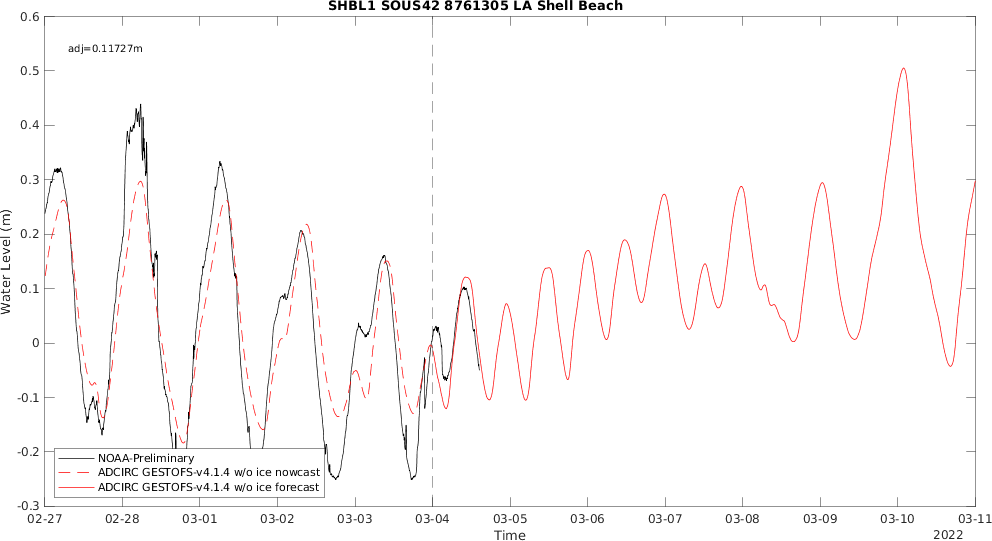 SHBL1 SOUS42 8761305 LA Shell Beach
adj=0.11727m
0.6
0.5
0.4
0.3
0.2
0.1
0
-0.1
-0.2
-0.3
Water Level (m)
NOAA-Preliminary
ADCIRC GESTOFS-v4.1.4 w/o ice nowcast
ADCIRC GESTOFS-v4.1.4 w/o ice forecast
02-27 02-28 03-01 03-02 03-03 03-04 03-05 03-06 03-07 03-08 03-09 03-10 03-11
Time
2022